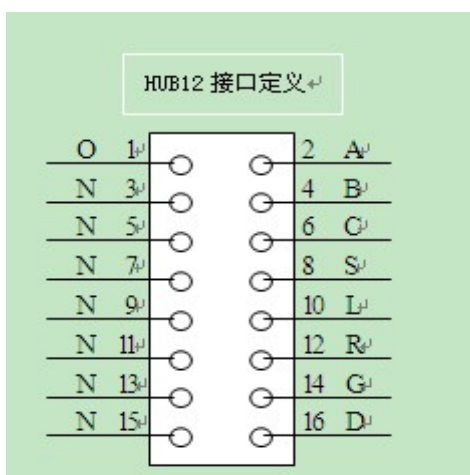 HUB12 接口定义↵
O 1↵ 2 A↵
N 3↵ 4 B↵
N 5↵ 6 C↵
N 7↵ 8 S↵
N 9↵ 10 L↵
N 11↵ 12 R↵
N 13↵ 14 G↵
N 15↵ 16 D↵